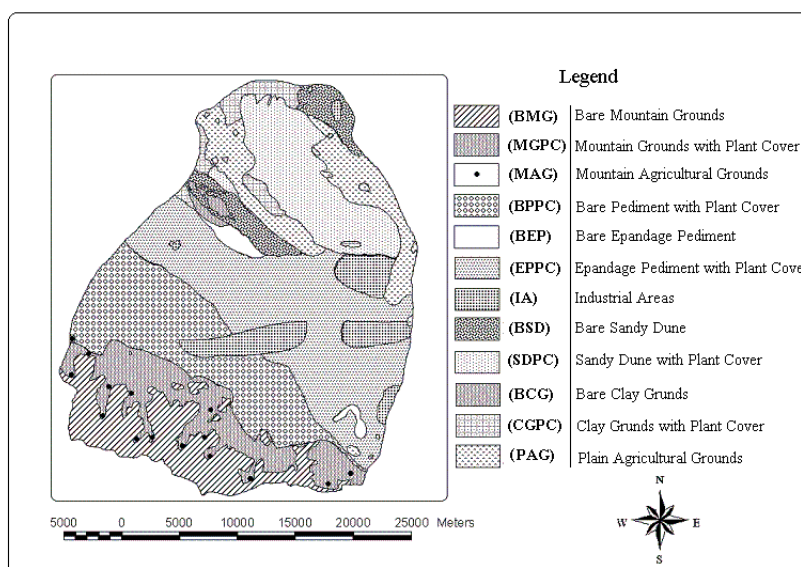 Legend
(BMG) Bare Mountain Grounds
(MGPC) Mountain Grounds with Plant Cover
(MAG) Mountain Agricultural Grounds
(BPPC) Bare Pediment with Plant Cover
(BEP) Bare Epandage Pediment
(EPPC) Epandage Pediment with Plant Cove
(IA) Industrial Areas
(BSD) Bare Sandy Dune
(SDPC) Sandy Dune with Plant Cover
(BCG) Bare Clay Grunds
(CGPC) Clay Grunds with Plant Cover
(PAG) Plain Agricultural Grounds
N
W E
S
5000 0 5000 10000 15000 20000 25000 Meters